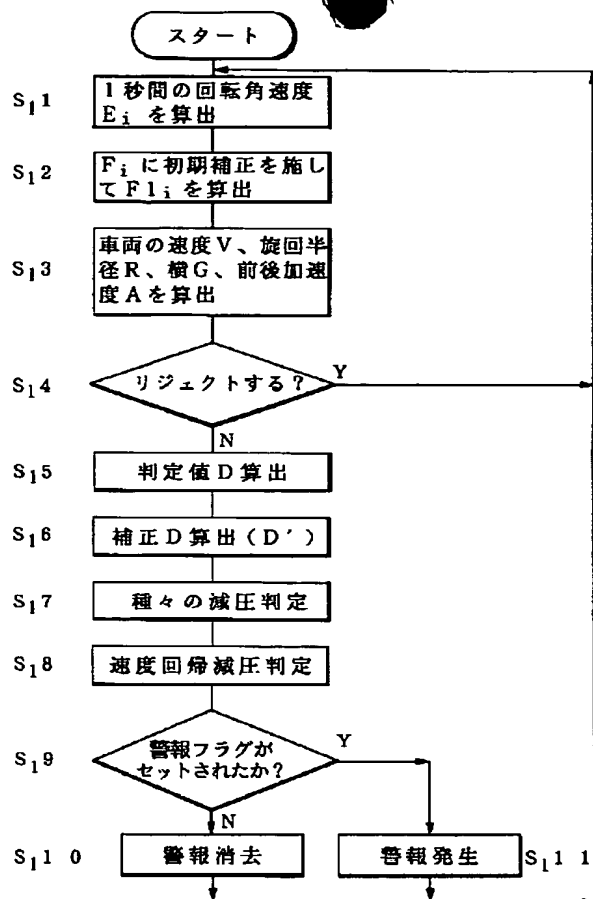 スタート
S₁1
1秒間の回転角速度
Eᵢ を算出
S₁2
Fᵢ に初期補正を施し
てF1ᵢ を算出
S₁3
車両の速度V、旋回半
径R、横G、前後加速
度Aを算出
S₁4
リジェクトする?
Y
N
S₁5
判定値D算出
S₁6
補正D算出(D´)
S₁7
種々の減圧判定
S₁8
速度回帰減圧判定
S₁9
警報フラグが
セットされたか?
Y
N
S₁1 0
警報消去
警報発生
S₁1 1